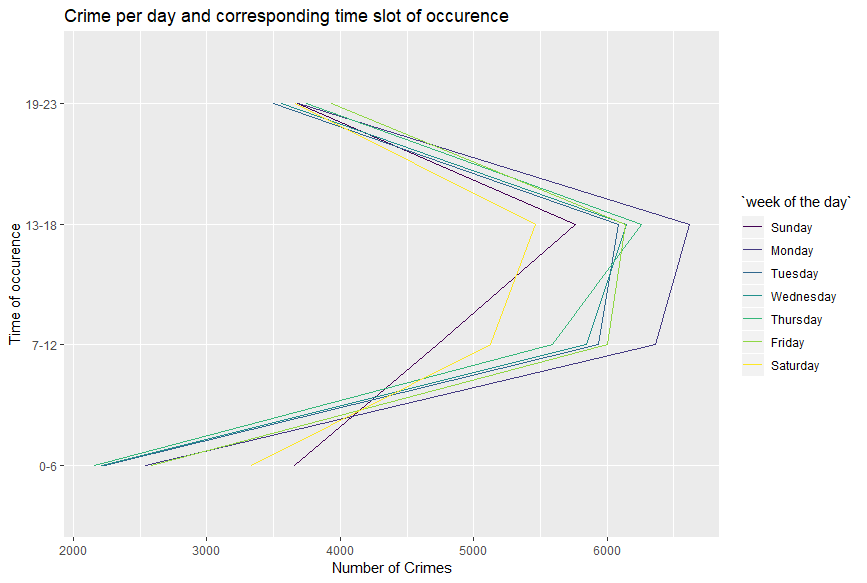 Crime per day and corresponding time slot of occurence
Time of occurence
19-23
13-18
7-12
0-6
2000 3000 4000 5000 6000
Number of Crimes
`week of the day`
Sunday
Monday
Tuesday
Wednesday
Thursday
Friday
Saturday